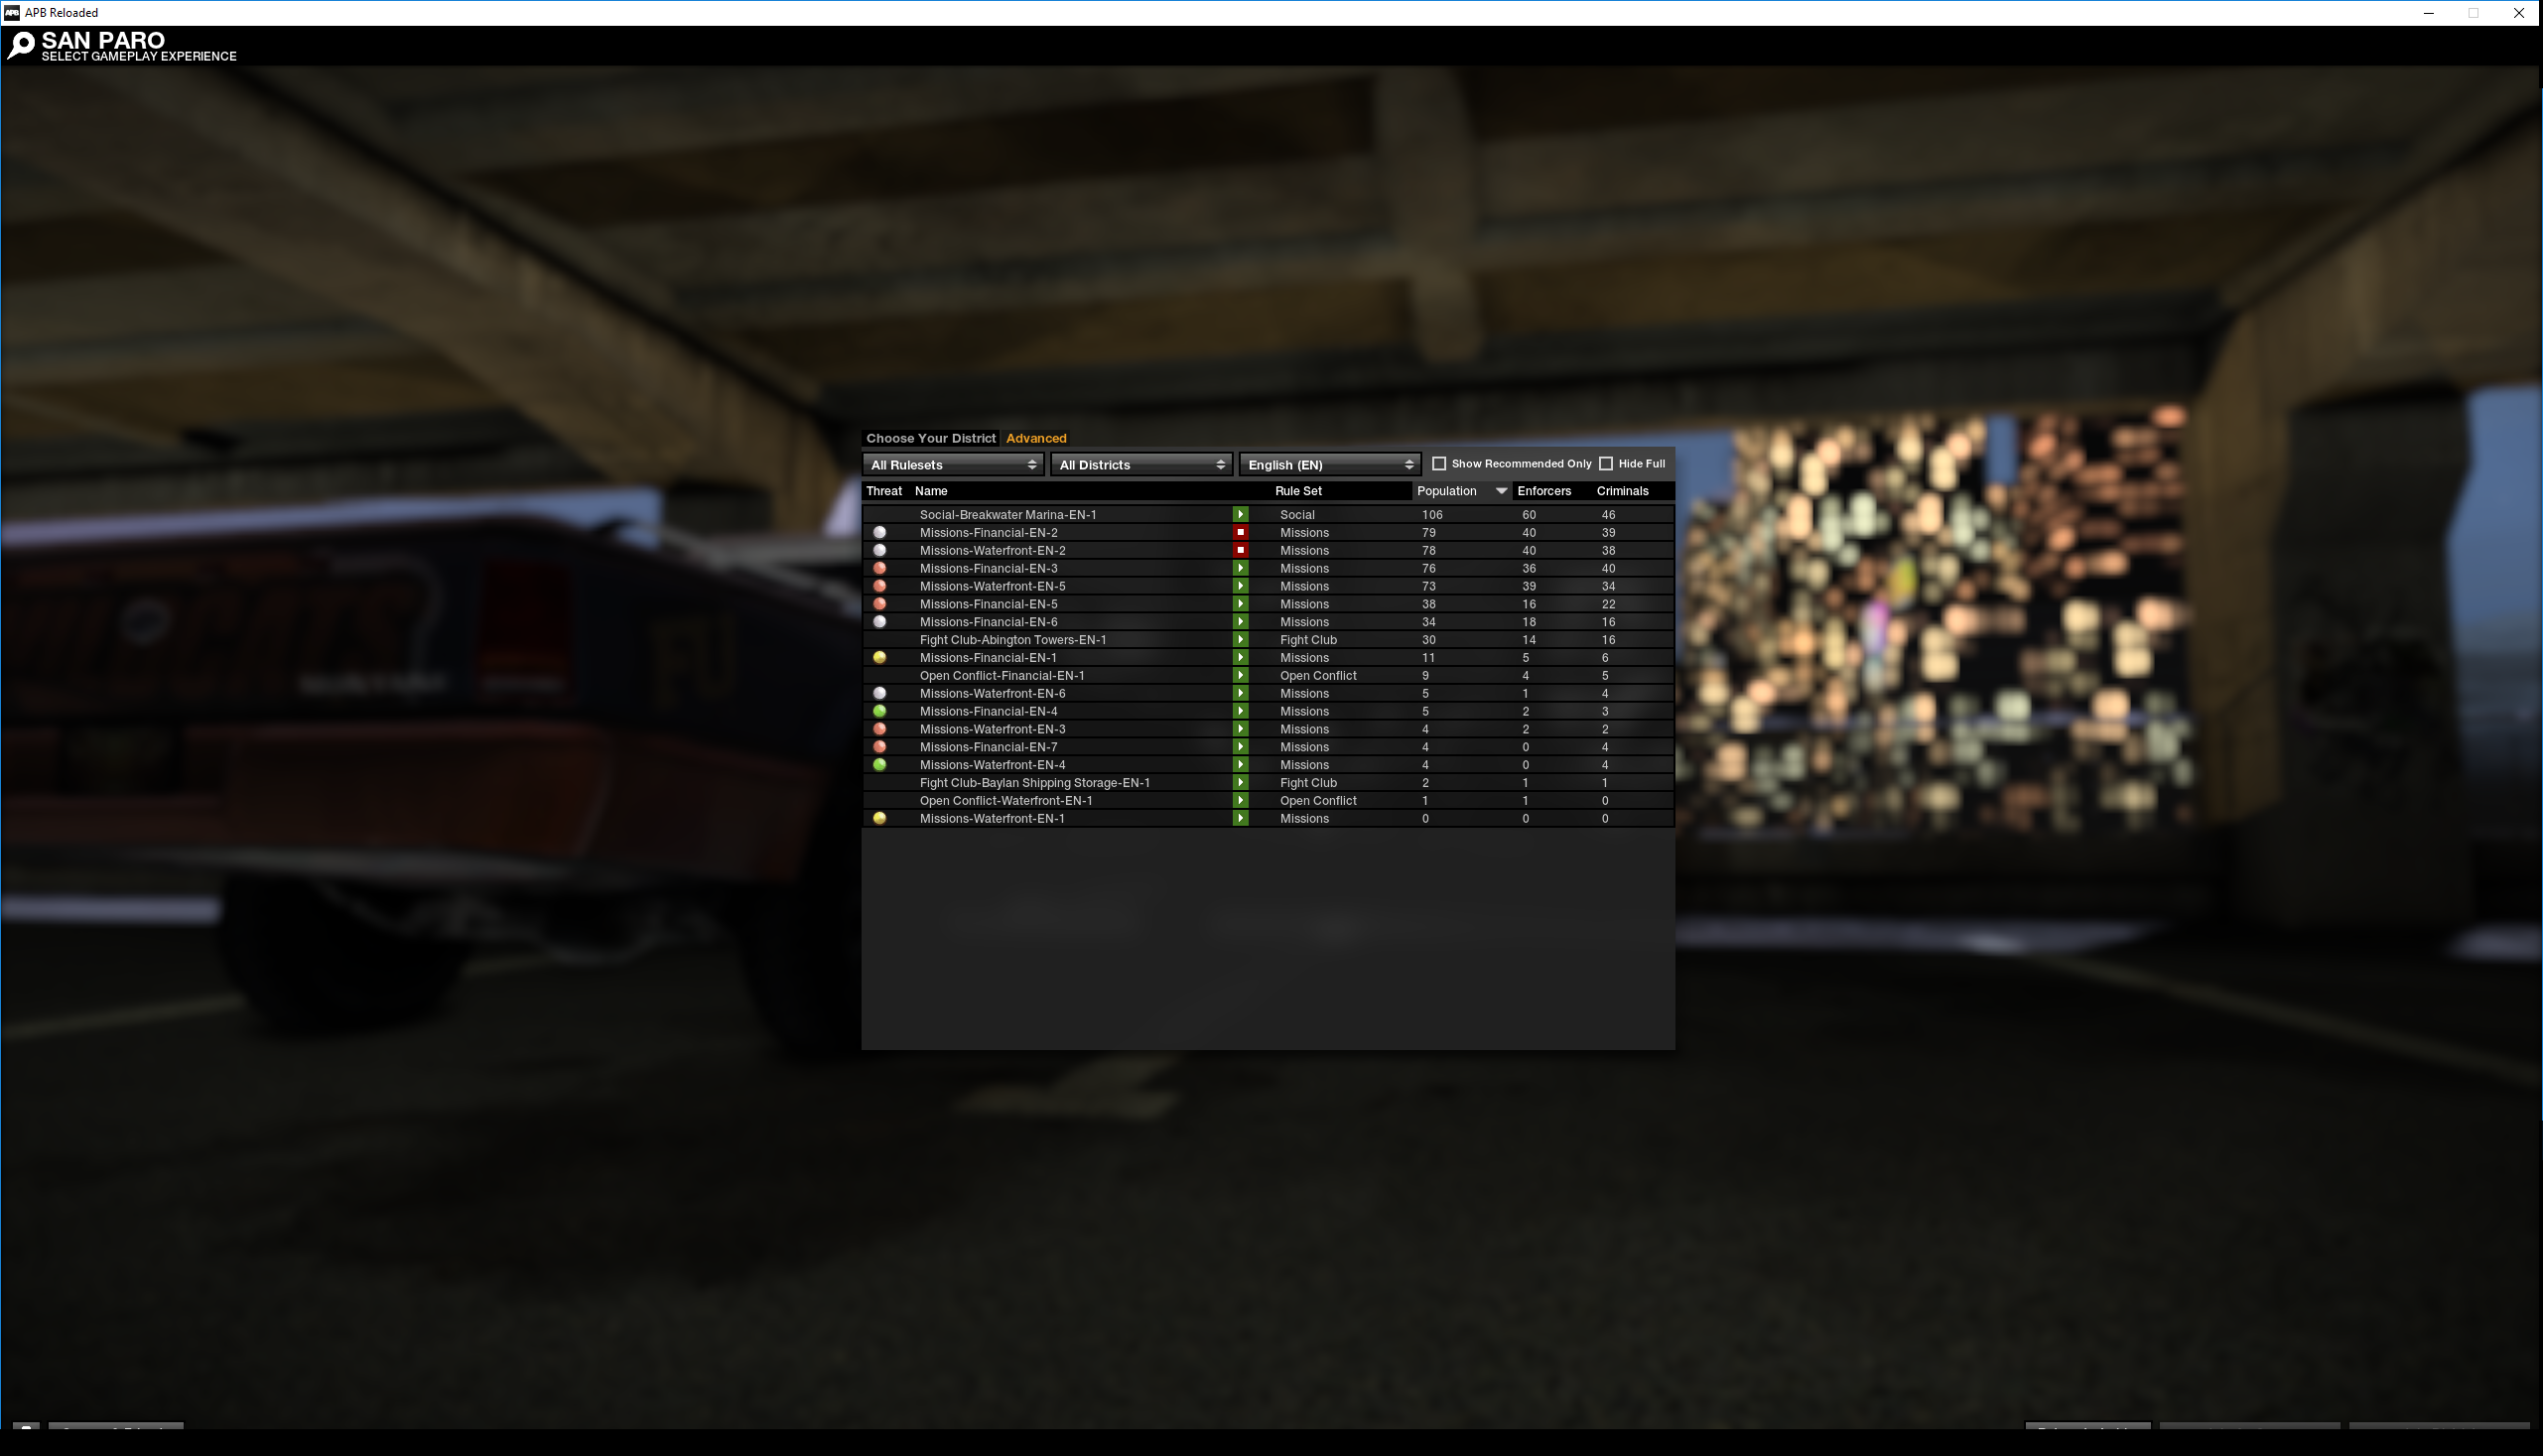 APB Reloaded
SAN PARO
SELECT GAMEPLAY EXPERIENCE
Choose Your District Advanced
All Rulesets All Districts English (EN) Show Recommended Only Hide Full
Threat Name Rule Set Population Enforcers Criminals
Social-Breakwater Marina-EN-1 Social 106 60 46
Missions-Financial-EN-2 Missions 79 40 39
Missions-Waterfront-EN-2 Missions 78 40 38
Missions-Financial-EN-3 Missions 76 36 40
Missions-Waterfront-EN-5 Missions 73 39 34
Missions-Financial-EN-5 Missions 38 16 22
Missions-Financial-EN-6 Missions 34 18 16
Fight Club-Abington Towers-EN-1 Fight Club 30 14 16
Missions-Financial-EN-1 Missions 11 5 6
Open Conflict-Financial-EN-1 Open Conflict 9 4 5
Missions-Waterfront-EN-6 Missions 5 1 4
Missions-Financial-EN-4 Missions 5 2 3
Missions-Waterfront-EN-3 Missions 4 2 2
Missions-Financial-EN-7 Missions 4 0 4
Missions-Waterfront-EN-4 Missions 4 0 4
Fight Club-Baylan Shipping Storage-EN-1 Fight Club 2 1 1
Open Conflict-Waterfront-EN-1 Open Conflict 1 1 0
Missions-Waterfront-EN-1 Missions 0 0 0